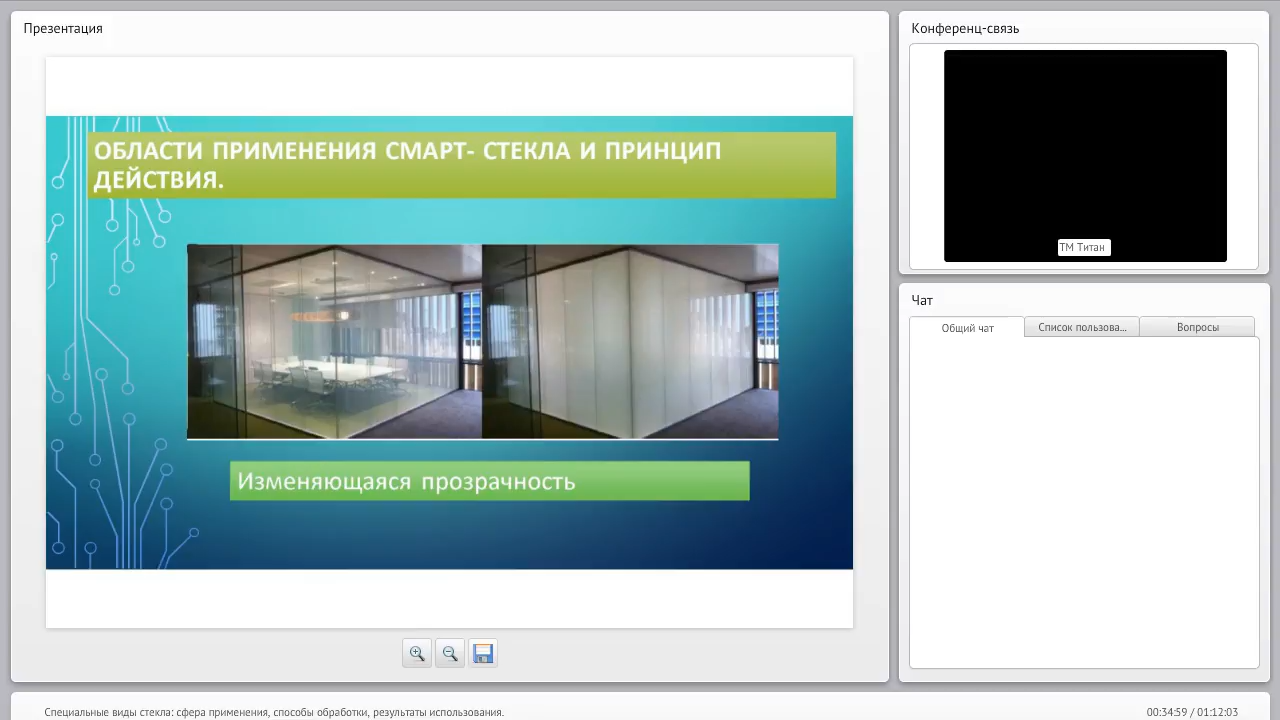 Презентация
ОБЛАСТИ ПРИМЕНЕНИЯ СМАРТ- СТЕКЛА И ПРИНЦИП
ДЕЙСТВИЯ.
Изменяющаяся прозрачность
Конференц-связь
ТМ Титан
Чат
Общий чат
Список пользова...
Вопросы
Специальные виды стекла: сфера применения, способы обработки, результаты использования.
00:34:59 / 01:12:03